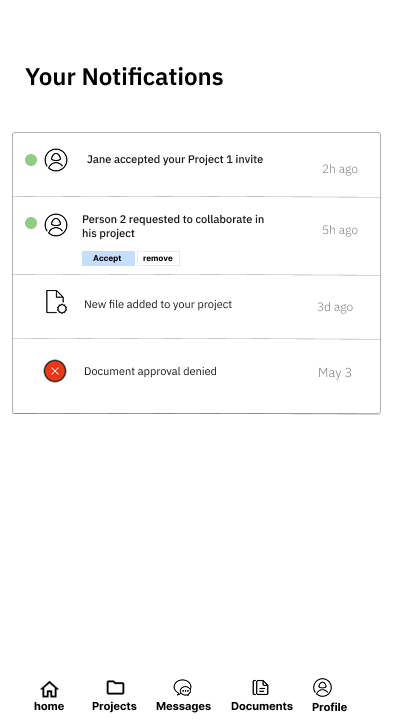 Your Notifications
Jane accepted your Project 1 invite
2h ago
Person 2 requested to collaborate in
his project
5h ago
Accept
remove
New file added to your project
3d ago
Document approval denied
May 3
home
Projects
Messages
Documents
Profile